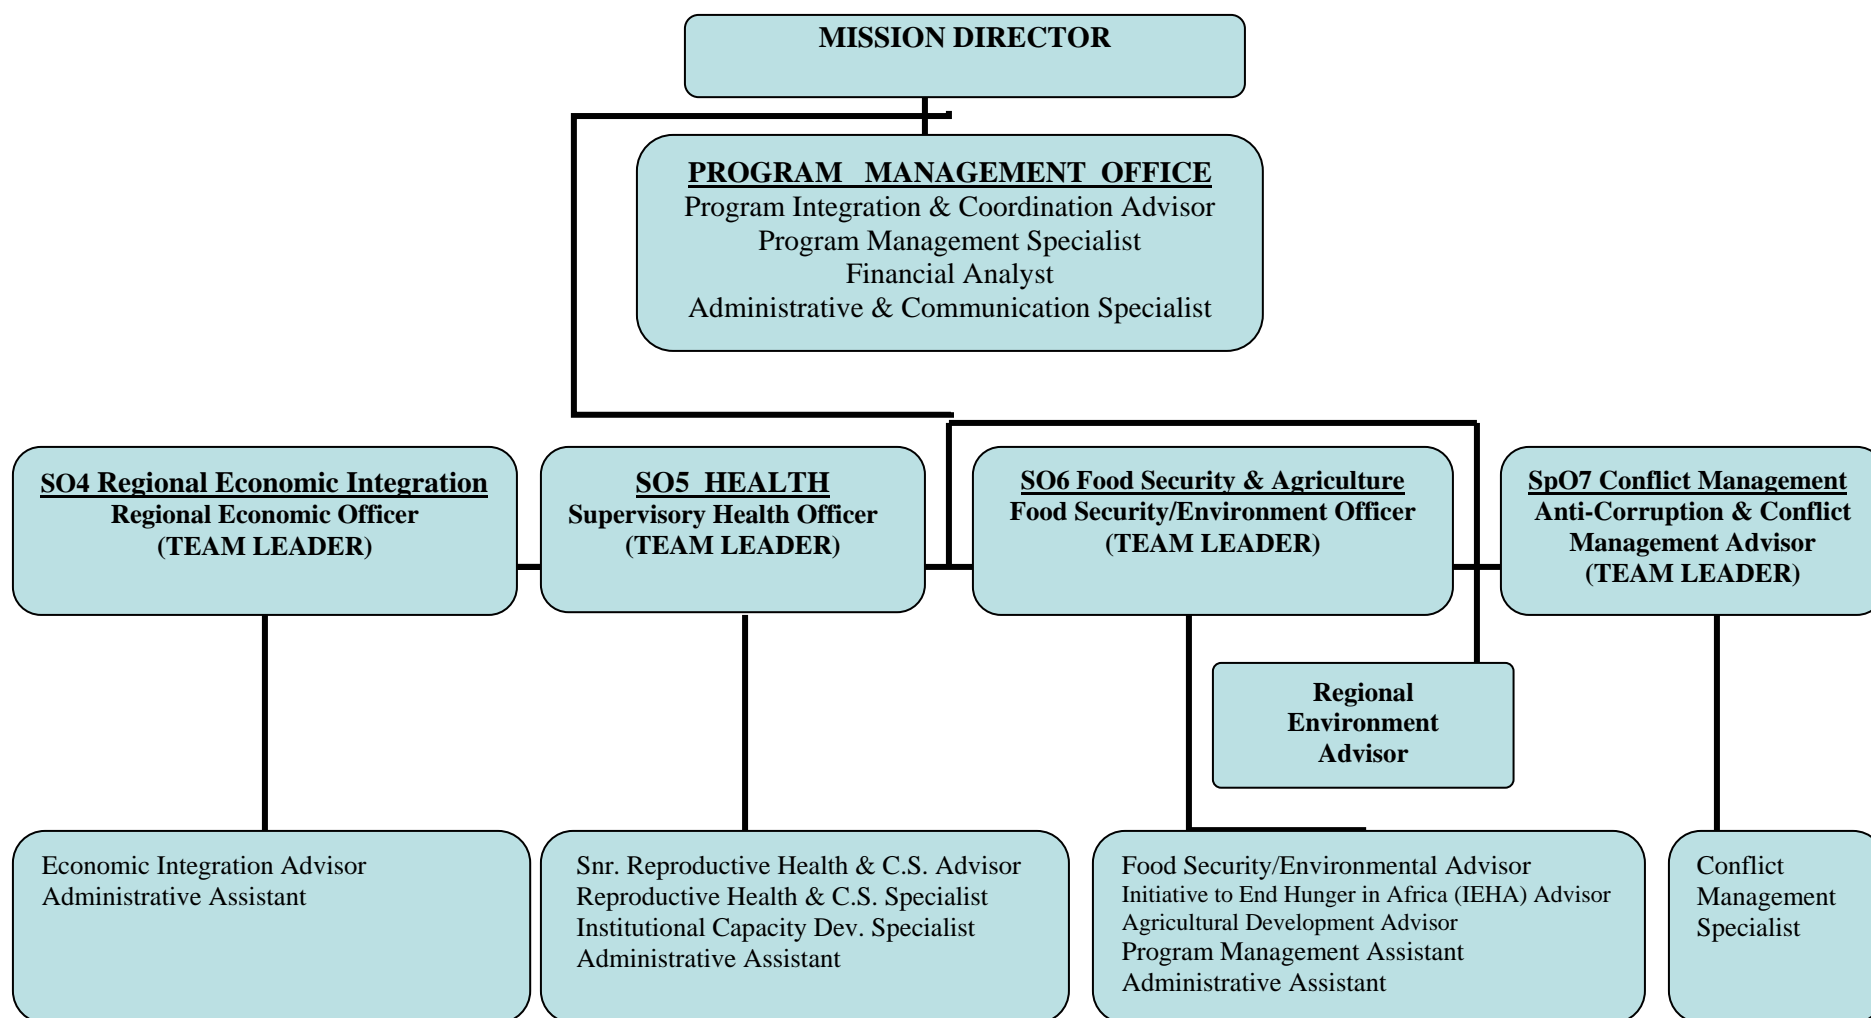 MISSION DIRECTOR
PROGRAM MANAGEMENT OFFICE
Program Integration & Coordination Advisor
Program Management Specialist
Financial Analyst
Administrative & Communication Specialist
SO4 Regional Economic Integration
Regional Economic Officer
(TEAM LEADER)
SO5 HEALTH
Supervisory Health Officer
(TEAM LEADER)
SO6 Food Security & Agriculture
Food Security/Environment Officer
(TEAM LEADER)
SpO7 Conflict Management
Anti-Corruption & Conflict
Management Advisor
(TEAM LEADER)
Regional
Environment
Advisor
Economic Integration Advisor
Administrative Assistant
Snr. Reproductive Health & C.S. Advisor
Reproductive Health & C.S. Specialist
Institutional Capacity Dev. Specialist
Administrative Assistant
Food Security/Environmental Advisor
Initiative to End Hunger in Africa (IEHA) Advisor
Agricultural Development Advisor
Program Management Assistant
Administrative Assistant
Conflict
Management
Specialist